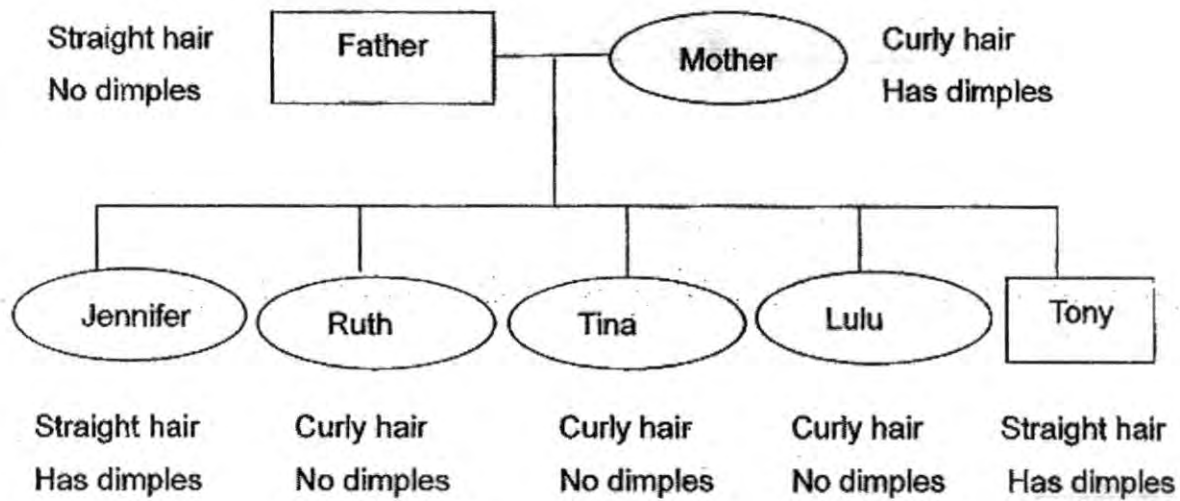 Straight hair
No dimples
Father
Mother
Curly hair
Has dimples
Jennifer
Ruth
Tina
Lulu
Tony
Straight hair
Has dimples
Curly hair
No dimples
Curly hair
No dimples
Curly hair
No dimples
Straight hair
Has dimples